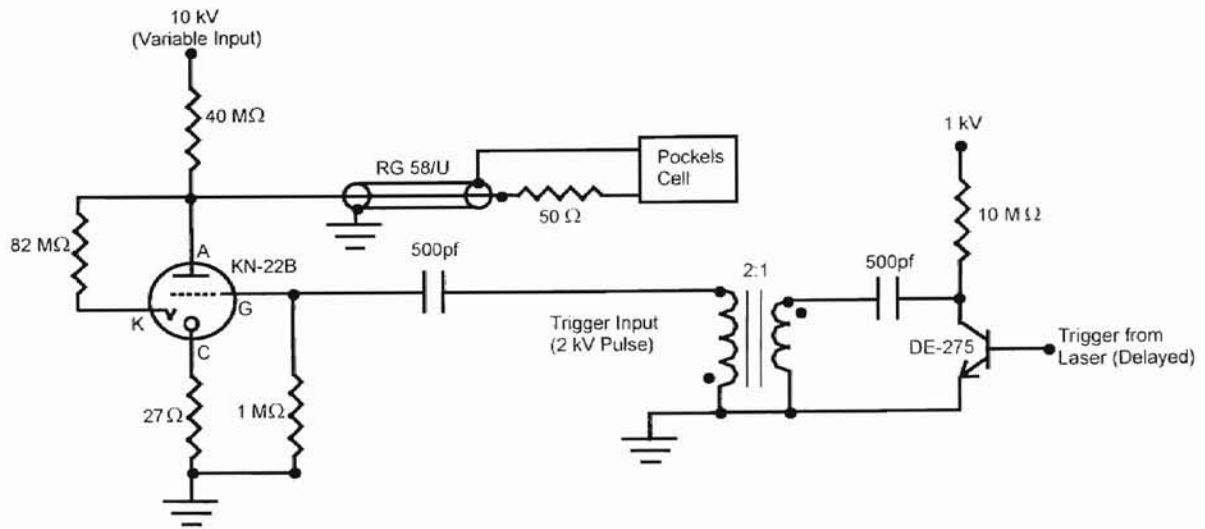 10 kV
(Variable Input)
40 MΩ
1 kV
RG 58/U
Pockels
Cell
50 Ω
10 MΩ
82 MΩ
A
KN-22B
500pf
2:1
500pf
K
G
C
Trigger Input
(2 kV Pulse)
DE-275
Trigger from
Laser (Delayed)
27 Ω
1 MΩ